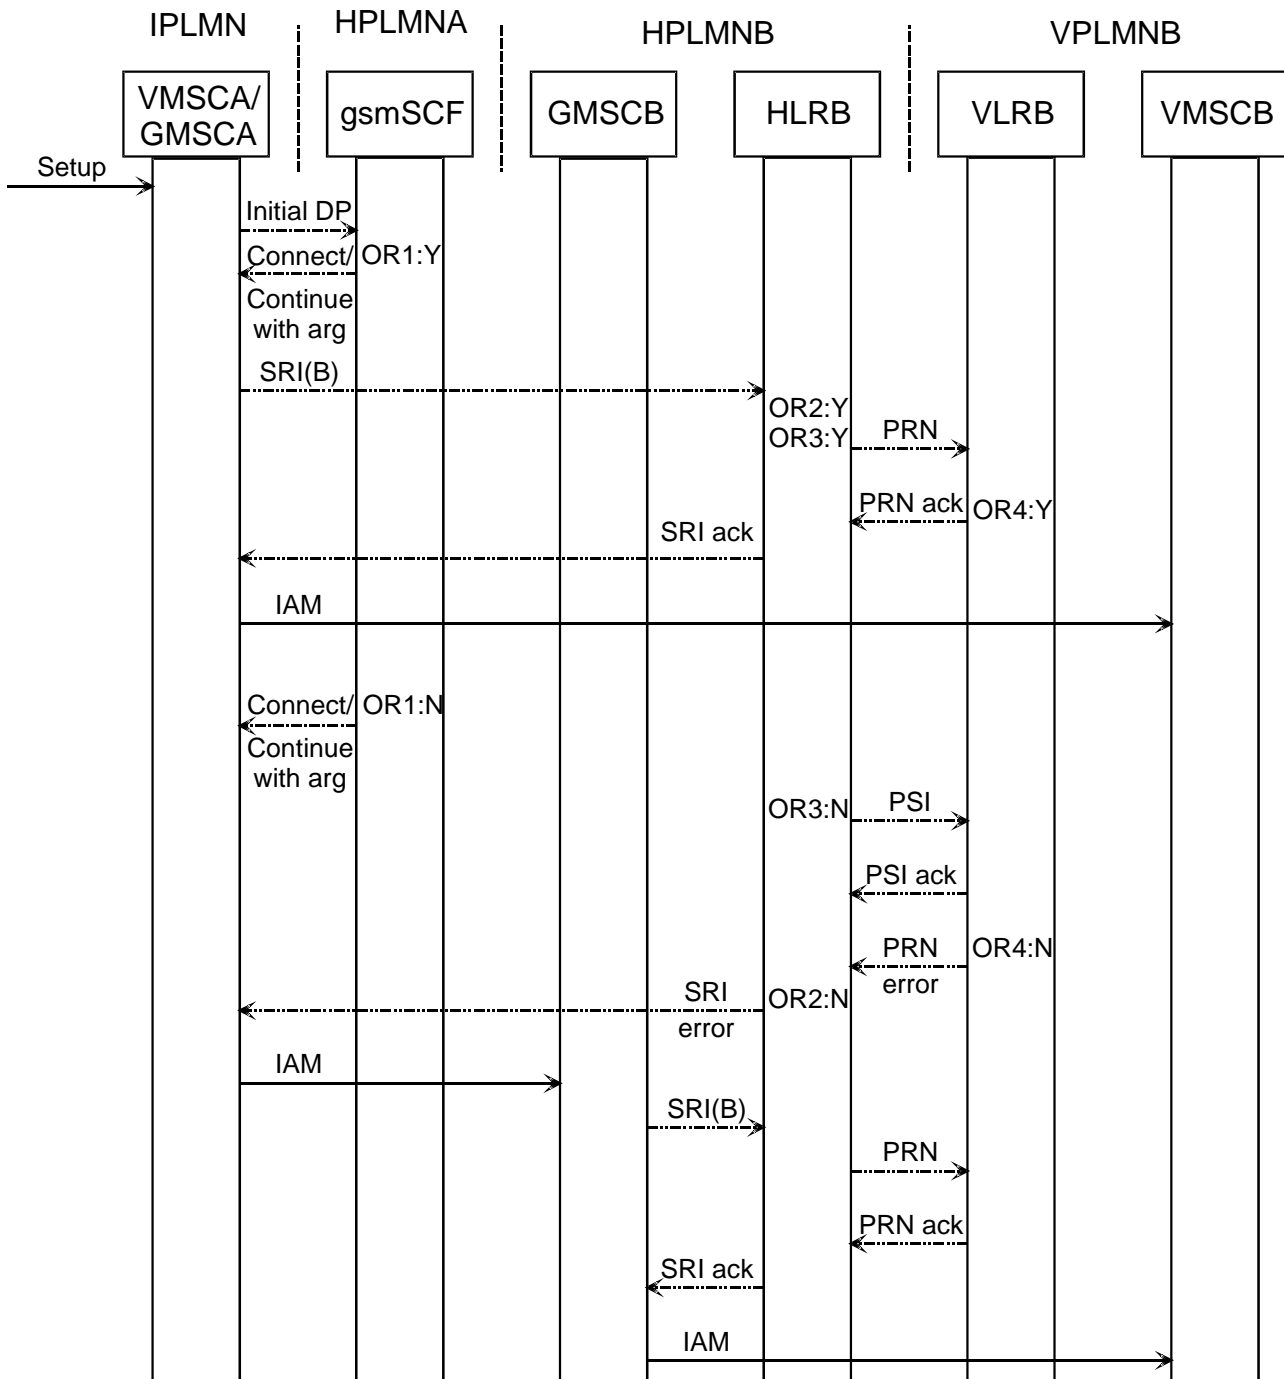 IPLMN HPLMNA HPLMNB VPLMNB
VMSCA/
GMSCA
gsmSCF
GMSCB
HLRB
VLRB
VMSCB
Setup
Initial DP
Connect/ OR1:Y
Continue
with arg
SRI(B)
OR2:Y
OR3:Y PRN
PRN ack OR4:Y
SRI ack
IAM
Connect/ OR1:N
Continue
with arg
OR3:N PSI
PSI ack
PRN OR4:N
error
SRI OR2:N
error
IAM
SRI(B)
PRN
PRN ack
SRI ack
IAM